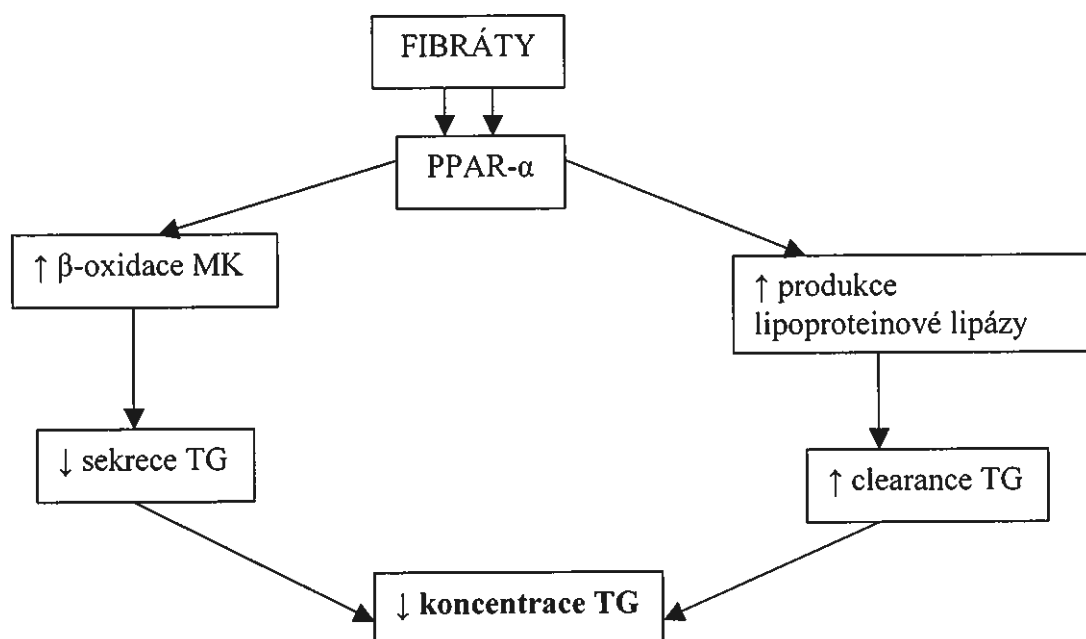 FIBRÁTY
PPAR-α
↑ β-oxidace MK
↑ produkce
lipoproteinové lipázy
↓ sekrece TG
↑ clearance TG
↓ koncentrace TG